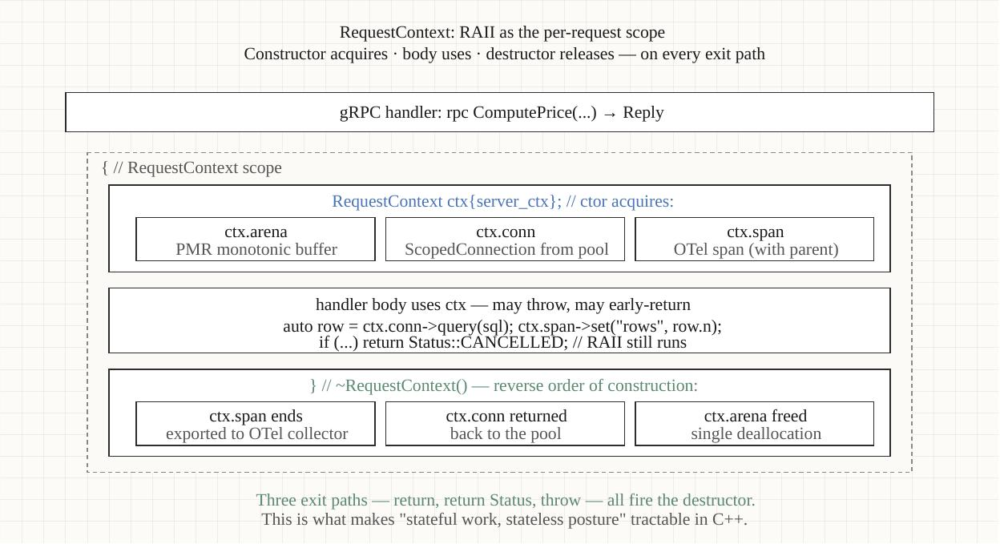 RequestContext: RAII as the per-request scope
Constructor acquires · body uses · destructor releases — on every exit path
gRPC handler: rpc ComputePrice(...) → Reply
{ // RequestContext scope
RequestContext ctx{server_ctx}; // ctor acquires:
ctx.arena
PMR monotonic buffer
ctx.conn
ScopedConnection from pool
ctx.span
OTel span (with parent)
handler body uses ctx — may throw, may early-return
auto row = ctx.conn->query(sql); ctx.span->set("rows", row.n);
if (...) return Status::CANCELLED; // RAII still runs
} // ~RequestContext() — reverse order of construction:
ctx.span ends
exported to OTel collector
ctx.conn returned
back to the pool
ctx.arena freed
single deallocation
Three exit paths — return, return Status, throw — all fire the destructor.
This is what makes "stateful work, stateless posture" tractable in C++.